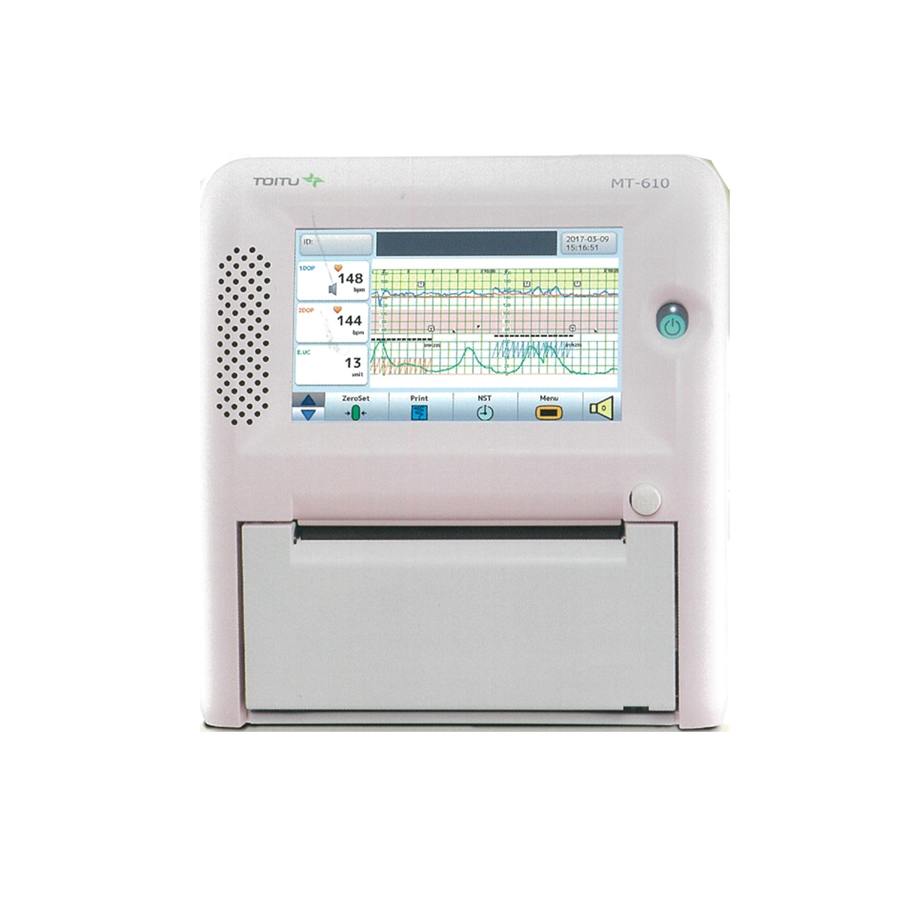 TOITU
MT-610
ID:
2017-03-09
15:16:51
1DOP
148
bpm
2DOP
144
bpm
E.UC
13
unit
ZeroSet
Print
NST
Menu